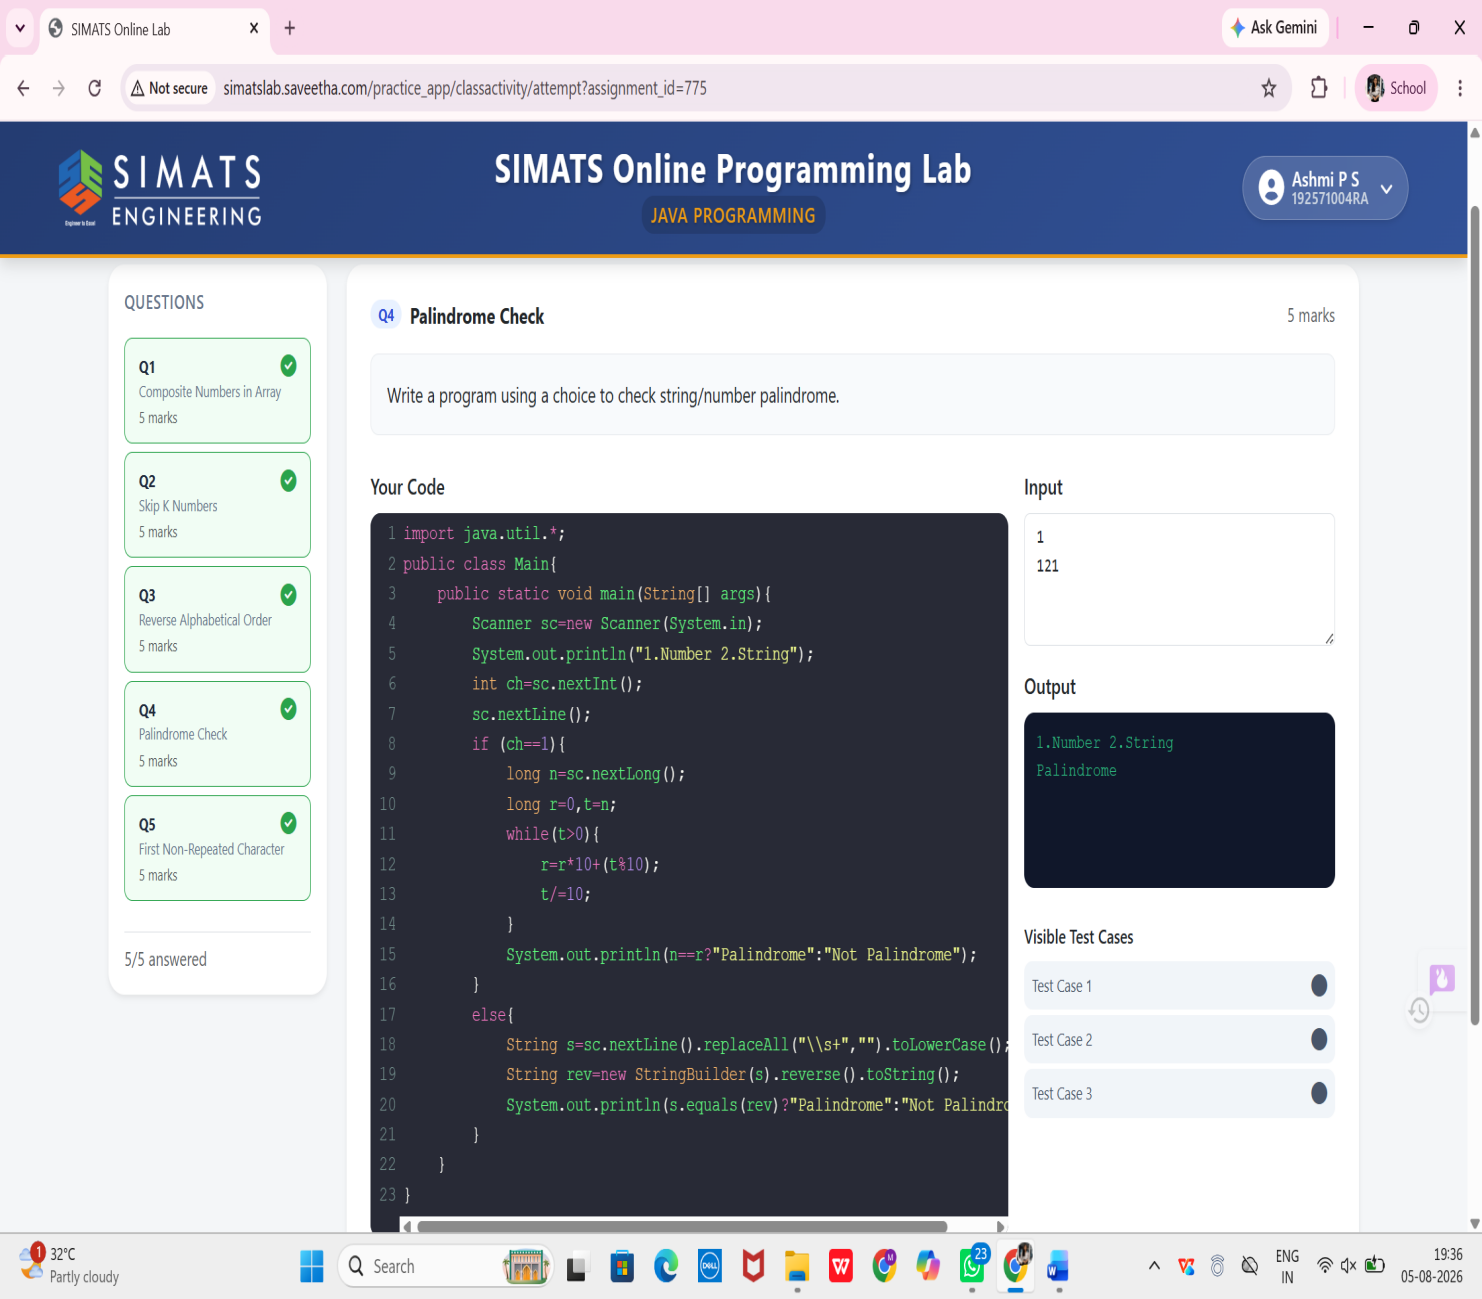 SIMATS Online Lab
Ask Gemini
Not secure
simatslab.saveetha.com/practice_app/classactivity/attempt?assignment_id=775
School
SIMATS
ENGINEERING
Engineer to Excel
SIMATS Online Programming Lab
JAVA PROGRAMMING
Ashmi P S
192571004RA
QUESTIONS
Q1
Composite Numbers in Array
5 marks
Q2
Skip K Numbers
5 marks
Q3
Reverse Alphabetical Order
5 marks
Q4
Palindrome Check
5 marks
Q5
First Non-Repeated Character
5 marks
5/5 answered
Q4 Palindrome Check
5 marks
Write a program using a choice to check string/number palindrome.
Your Code
1 import java.util.*;
2 public class Main{
3     public static void main(String[] args){
4         Scanner sc=new Scanner(System.in);
5         System.out.println("1.Number 2.String");
6         int ch=sc.nextInt();
7         sc.nextLine();
8         if (ch==1){
9             long n=sc.nextLong();
10             long r=0,t=n;
11             while(t>0){
12                 r=r*10+(t%10);
13                 t/=10;
14             }
15             System.out.println(n==r?"Palindrome":"Not Palindrome");
16         }
17         else{
18             String s=sc.nextLine().replaceAll("\\s+","").toLowerCase();
19             String rev=new StringBuilder(s).reverse().toString();
20             System.out.println(s.equals(rev)?"Palindrome":"Not Palindro
21         }
22     }
23 }
Input
1
121
Output
1.Number 2.String
Palindrome
Visible Test Cases
Test Case 1
Test Case 2
Test Case 3
1
32°C
Partly cloudy
Search
DELL
W
M
23
W
ENG
IN
19:36
05-08-2026